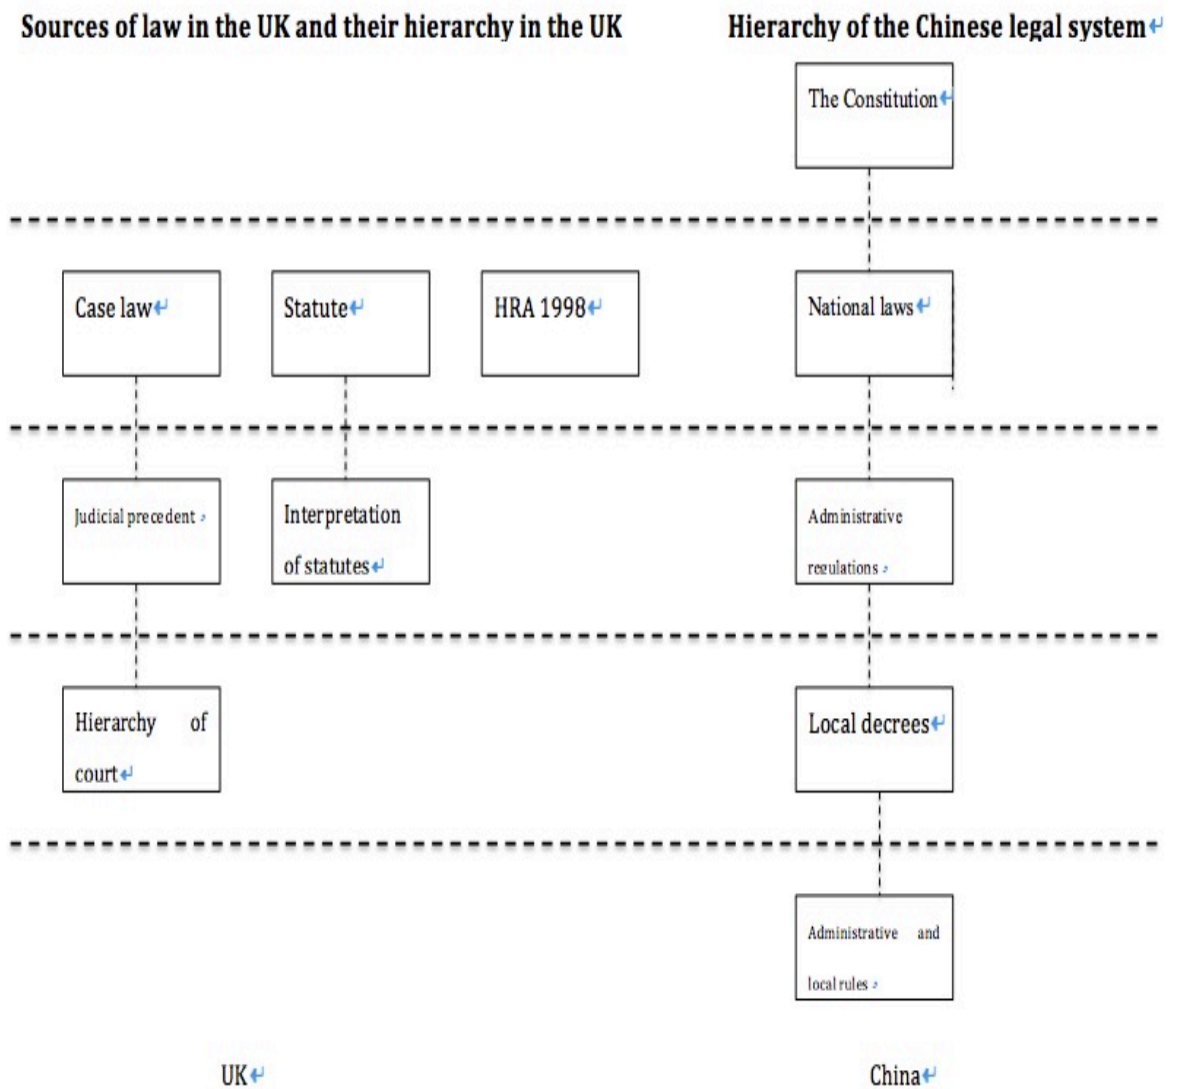 Sources of law in the UK and their hierarchy in the UK
Hierarchy of the Chinese legal system
The Constitution
Case law
Statute
HRA 1998
National laws
Judicial precedent
Interpretation
of statutes
Administrative
regulations
Hierarchy of
court
Local decrees
Administrative and
local rules
UK
China